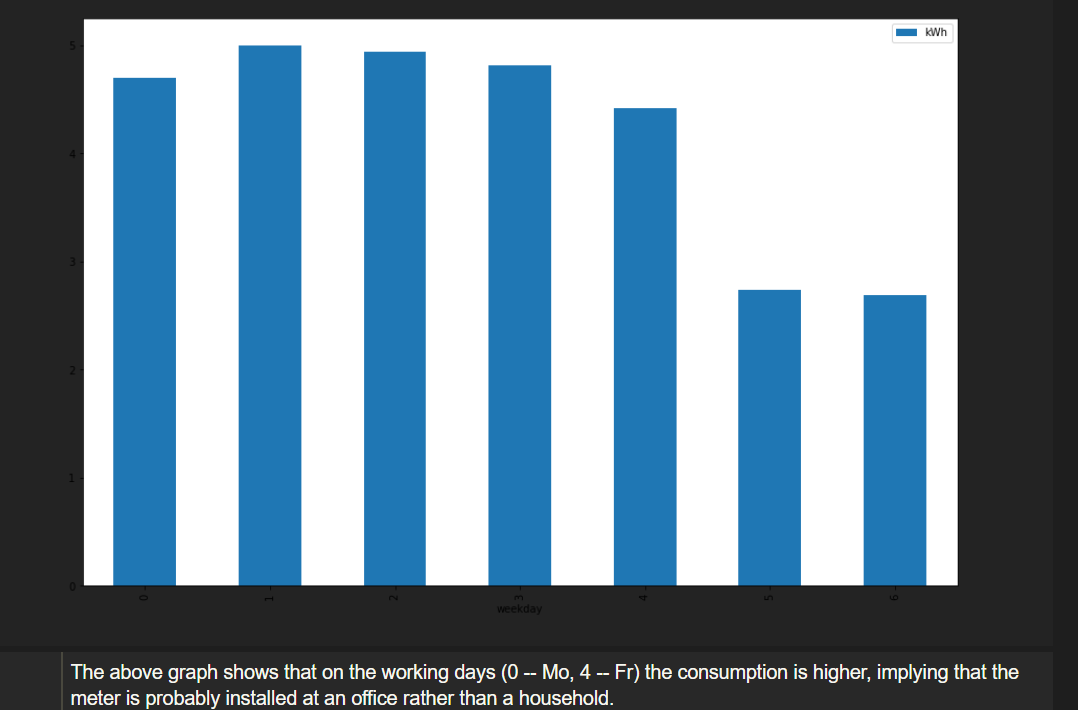 kWh
5
4
3
2
1
0
0 1 2 3 4 5 6
weekday
The above graph shows that on the working days (0 -- Mo, 4 -- Fr) the consumption is higher, implying that the
meter is probably installed at an office rather than a household.